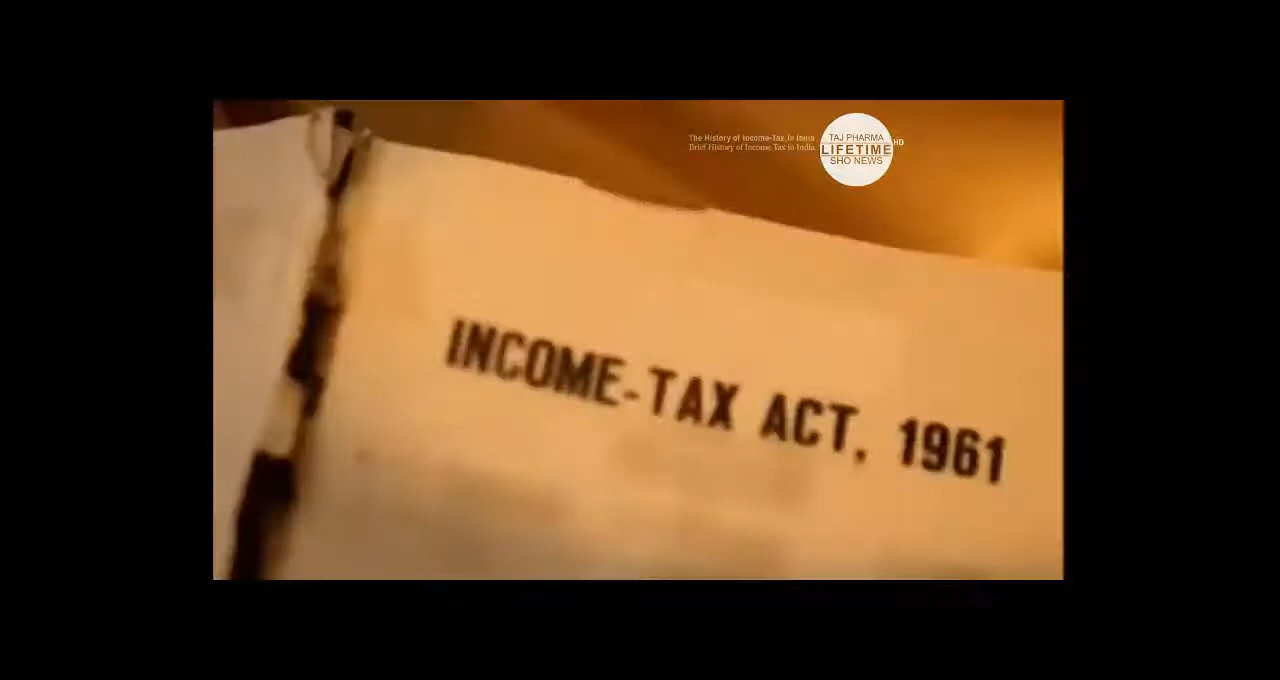 The History of Income-Tax, In India
Brief History of Income Tax in India
TAJ PHARMA
LIFETIME
SHO NEWS
HD
INCOME-TAX ACT, 1961